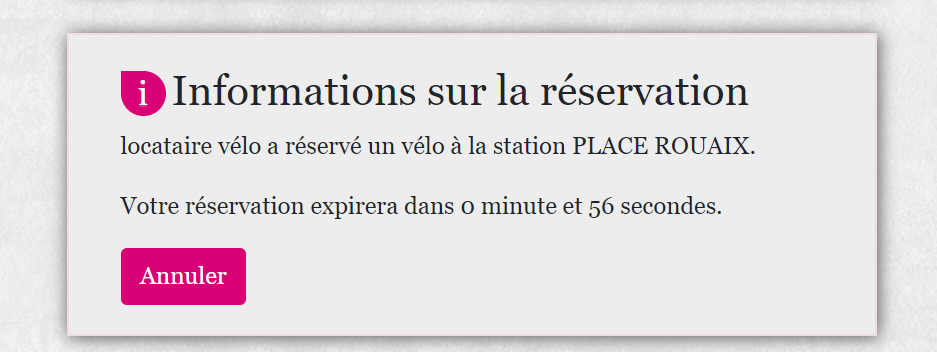 i Informations sur la réservation
locataire vélo a réservé un vélo à la station PLACE ROUAIX.
Votre réservation expirera dans 0 minute et 56 secondes.
Annuler